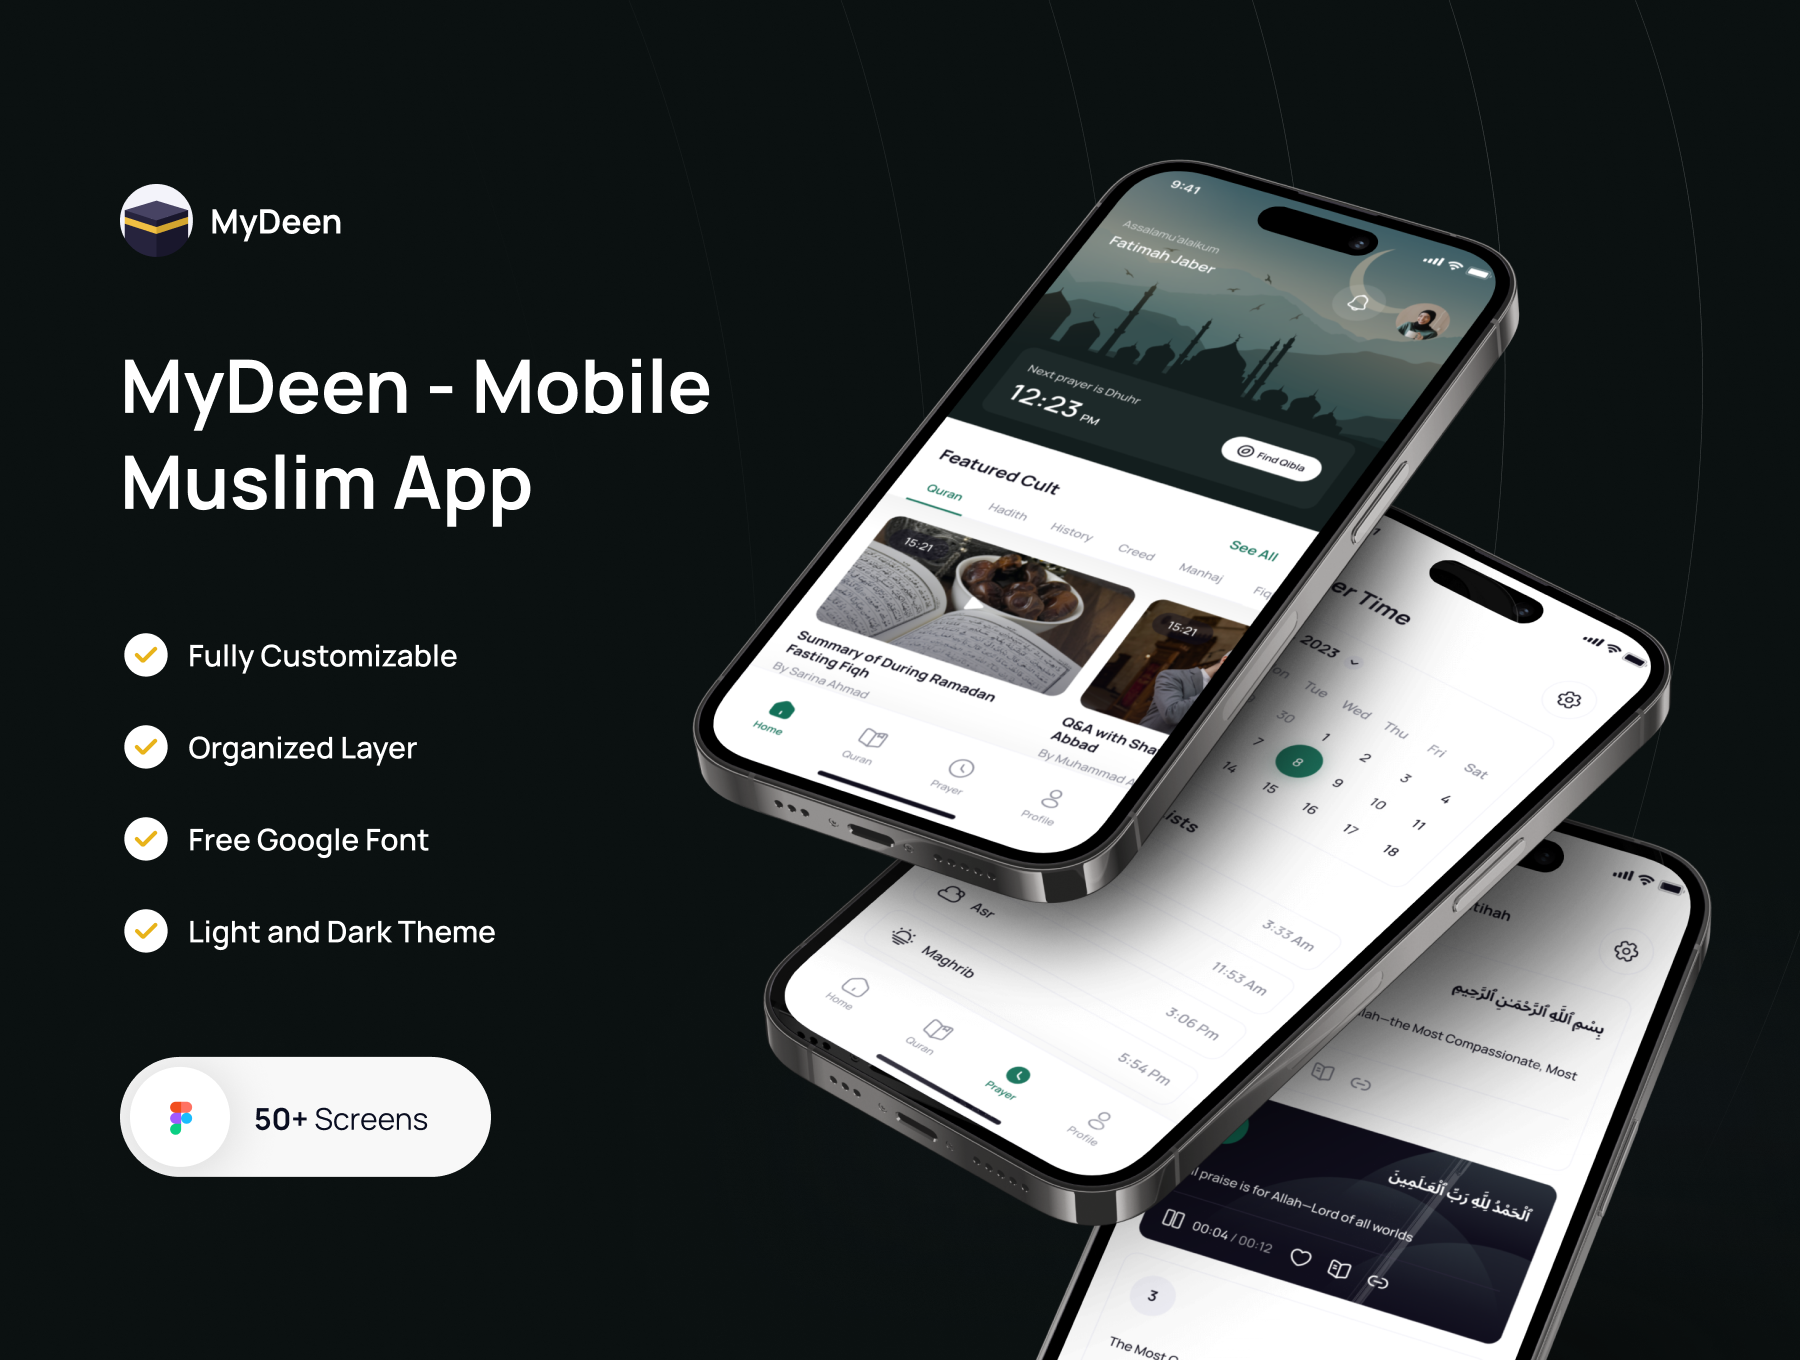 MyDeen
MyDeen - Mobile
Muslim App
Fully Customizable
Organized Layer
Free Google Font
Light and Dark Theme
50+ Screens
9:41
Assalamu'alaikum
Fatimah Jaber
Next prayer is Dhuhr
12:23 PM
Find Qibla
Featured Cult
See All
Quran Hadith History Creed Manhaj Fiq
15:21
Summary of During Ramadan
Fasting Fiqh
By Sarina Ahmad
15:21
Q&A with Sha
Abbad
By Muhammad A
Home Quran Prayer Profile
er Time
2023
on Tue Wed Thu Fri Sat
30 1 2 3 4
7 8 9 10 11
14 15 16 17 18
ists
3:33 Am
11:53 Am
Asr 3:06 Pm
Maghrib 5:54 Pm
Home Quran Prayer Profile
tihah
بِسْمِ ٱللَّهِ ٱلرَّحْمَـٰنِ ٱلرَّحِيمِ
llah—the Most Compassionate, Most
ٱلْحَمْدُ لِلَّهِ رَبِّ ٱلْعَـٰلَمِينَ
l praise is for Allah—Lord of all worlds
00:04 / 00:12
3
The Most C